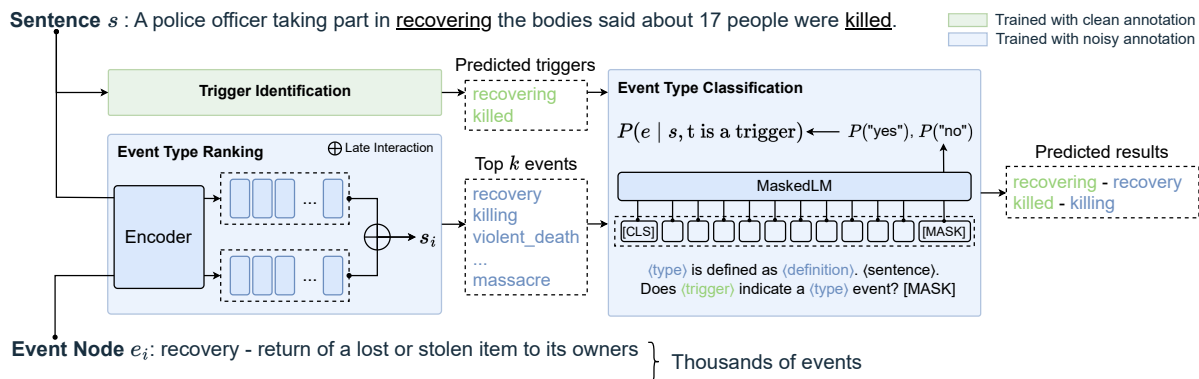 Sentence s : A police officer taking part in recovering the bodies said about 17 people were killed.
Trained with clean annotation
Trained with noisy annotation
Trigger Identification
Predicted triggers
recovering
killed
Event Type Classification
P(e | s, t is a trigger)
P("yes"), P("no")
MaskedLM
[CLS]
[MASK]
⟨type⟩ is defined as ⟨definition⟩. ⟨sentence⟩.
Does ⟨trigger⟩ indicate a ⟨type⟩ event? [MASK]
Event Type Ranking
⊕ Late Interaction
Encoder
...
...
s_i
Top k events
recovery
killing
violent_death
...
massacre
Predicted results
recovering - recovery
killed - killing
Event Node e_i: recovery - return of a lost or stolen item to its owners
Thousands of events